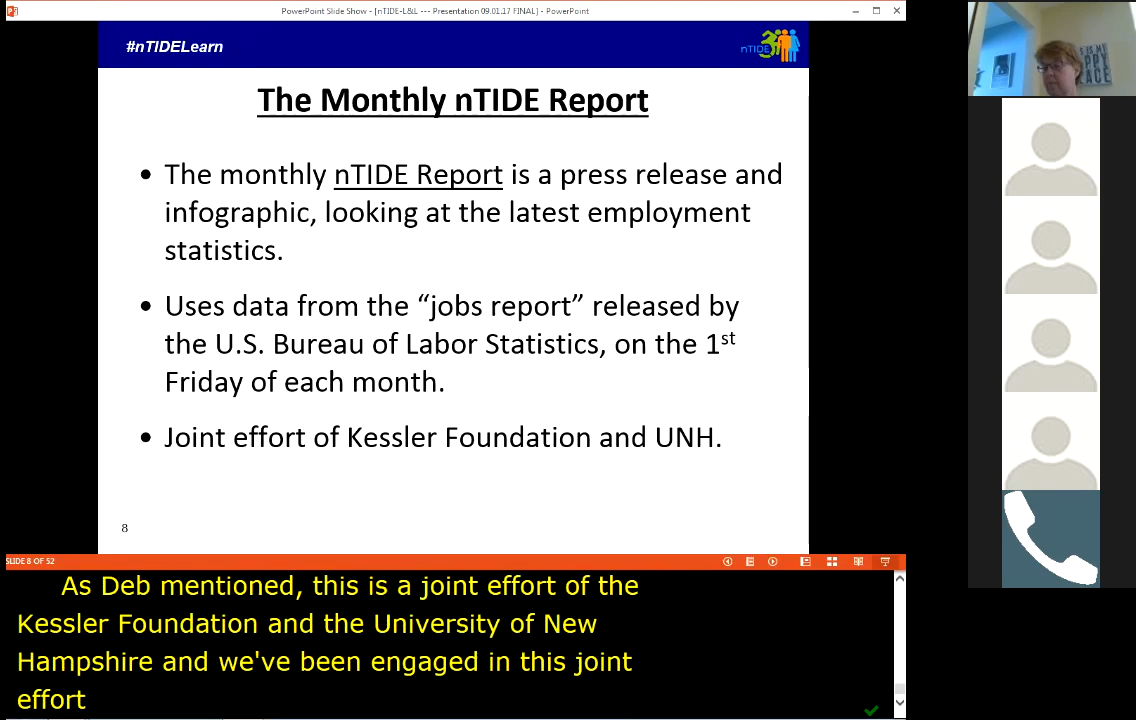 PowerPoint Slide Show - [nTIDE-L&L --- Presentation 09.01.17 FINAL] - PowerPoint
#nTIDELearn
nTIDE
The Monthly nTIDE Report
• The monthly nTIDE Report is a press release and
infographic, looking at the latest employment
statistics.
• Uses data from the “jobs report” released by
the U.S. Bureau of Labor Statistics, on the 1st
Friday of each month.
• Joint effort of Kessler Foundation and UNH.
8
SLIDE 8 OF 52
As Deb mentioned, this is a joint effort of the
Kessler Foundation and the University of New
Hampshire and we've been engaged in this joint
effort